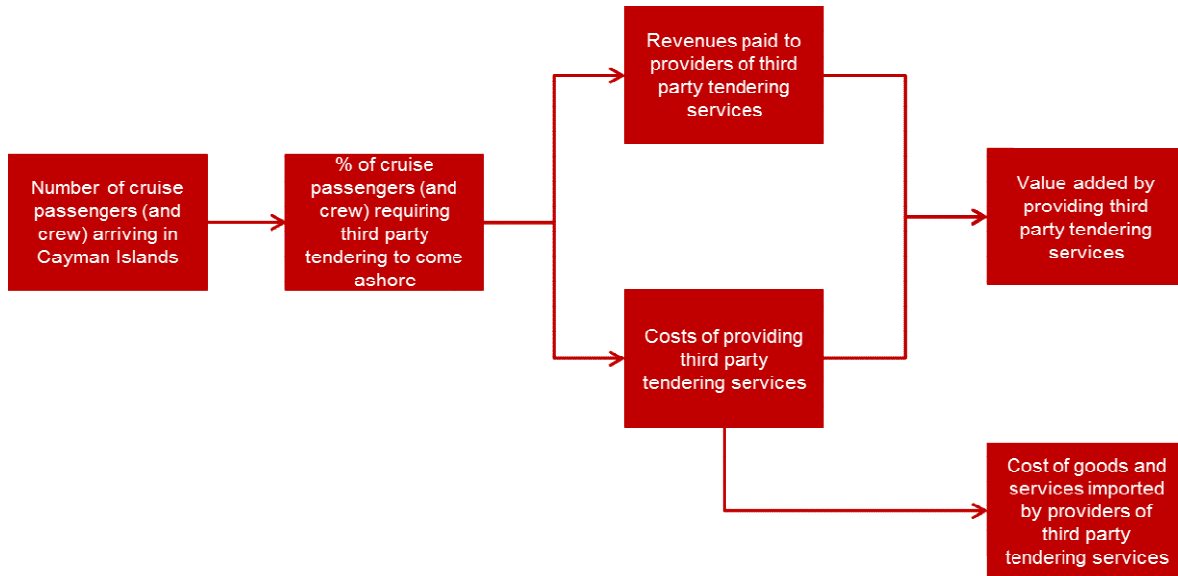 Number of cruise
passengers (and
crew) arriving in
Cayman Islands
% of cruise
passengers (and
crew) requiring
third party
tendering to come
ashore
Revenues paid to
providers of third
party tendering
services
Costs of providing
third party
tendering services
Value added by
providing third
party tendering
services
Cost of goods and
services imported
by providers of
third party
tendering services